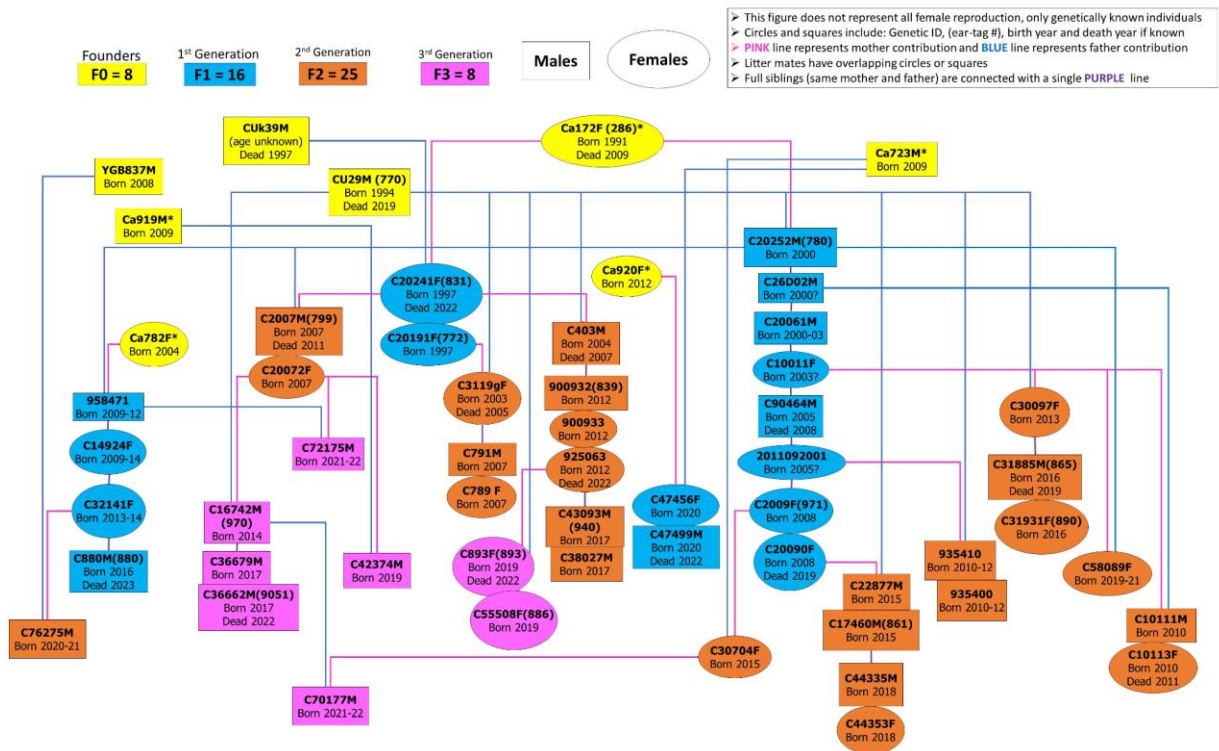 Founders
F0 = 8
1st Generation
F1 = 16
2nd Generation
F2 = 25
3rd Generation
F3 = 8
Males
Females
➢ This figure does not represent all female reproduction, only genetically known individuals
➢ Circles and squares include: Genetic ID, (ear-tag #), birth year and death year if known
➢ PINK line represents mother contribution and BLUE line represents father contribution
➢ Litter mates have overlapping circles or squares
➢ Full siblings (same mother and father) are connected with a single PURPLE line
CUk39M
(age unknown)
Dead 1997
Ca172F (286)*
Born 1991
Dead 2009
Ca723M*
Born 2009
YGB837M
Born 2008
CU29M (770)
Born 1994
Dead 2019
Ca919M*
Born 2009
C20252M(780)
Born 2000
C20241F(831)
Born 1997
Dead 2022
Ca920F*
Born 2012
C26D02M
Born 2000?
C2007M(799)
Born 2007
Dead 2011
C20191F(772)
Born 1997
C403M
Born 2004
Dead 2007
C20061M
Born 2000-03
Ca782F*
Born 2004
C20072F
Born 2007
C3119gF
Born 2003
Dead 2005
900932(839)
Born 2012
C10011F
Born 2003?
958471
Born 2009-12
900933
Born 2012
C90464M
Born 2005
Dead 2008
C30097F
Born 2013
C14924F
Born 2009-14
C72175M
Born 2021-22
C791M
Born 2007
925063
Born 2012
Dead 2022
2011092001
Born 2005?
C31885M(865)
Born 2016
Dead 2019
C32141F
Born 2013-14
C16742M
(970)
Born 2014
C789 F
Born 2007
C43093M
(940)
Born 2017
C47456F
Born 2020
C2009F(971)
Born 2008
C31931F(890)
Born 2016
C880M(880)
Born 2016
Dead 2023
C36679M
Born 2017
C42374M
Born 2019
C893F(893)
Born 2019
Dead 2022
C38027M
Born 2017
C47499M
Born 2020
Dead 2022
C20090F
Born 2008
Dead 2019
935410
Born 2010-12
C58089F
Born 2019-21
C36662M(9051)
Born 2017
Dead 2022
C55508F(886)
Born 2019
C22877M
Born 2015
935400
Born 2010-12
C76275M
Born 2020-21
C17460M(861)
Born 2015
C10111M
Born 2010
C30704F
Born 2015
C10113F
Born 2010
Dead 2011
C70177M
Born 2021-22
C44335M
Born 2018
C44353F
Born 2018